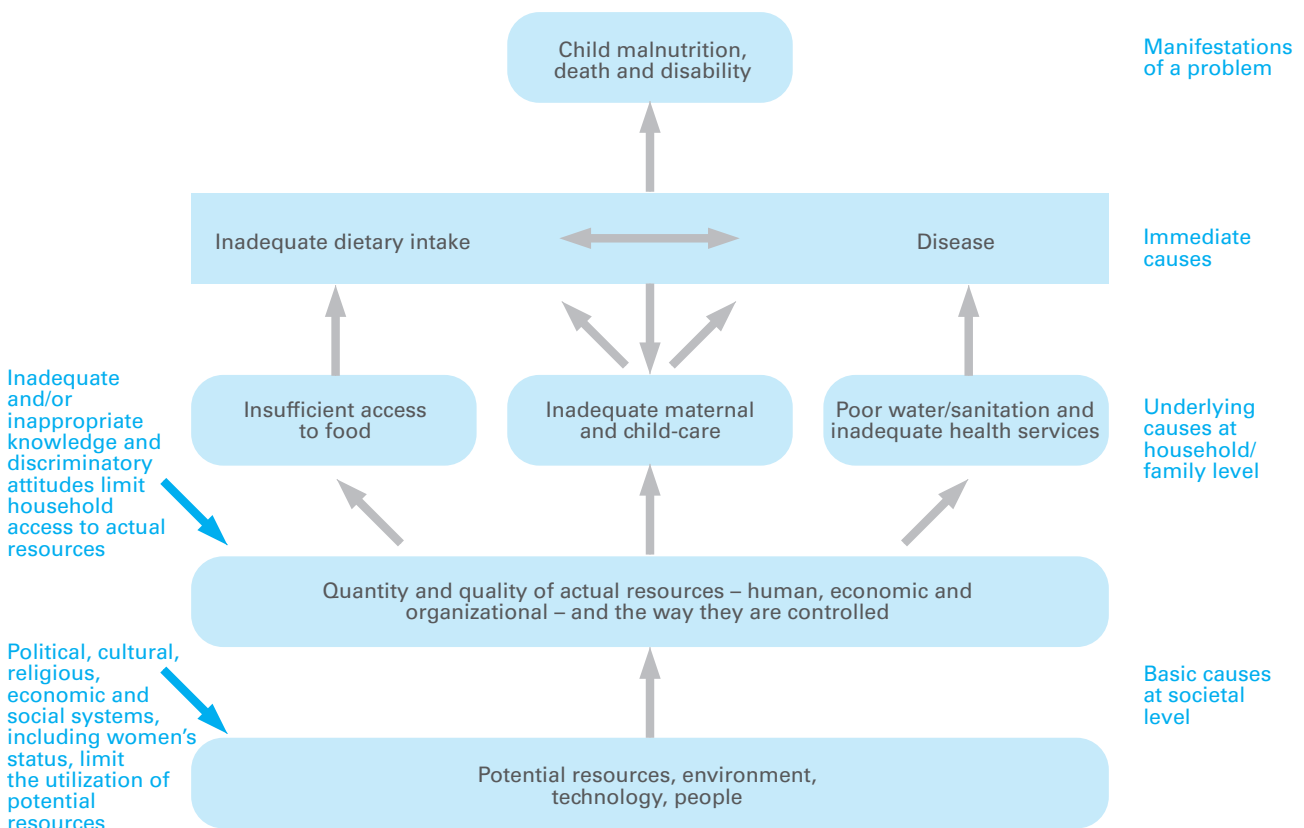 Child malnutrition,
death and disability
Manifestations
of a problem
Inadequate dietary intake
Disease
Immediate
causes
Inadequate
and/or
inappropriate
knowledge and
discriminatory
attitudes limit
household
access to actual
resources
Insufficient access
to food
Inadequate maternal
and child-care
Poor water/sanitation and
inadequate health services
Underlying
causes at
household/
family level
Quantity and quality of actual resources – human, economic and
organizational – and the way they are controlled
Political, cultural,
religious,
economic and
social systems,
including women’s
status, limit
the utilization of
potential
resources
Basic causes
at societal
level
Potential resources, environment,
technology, people